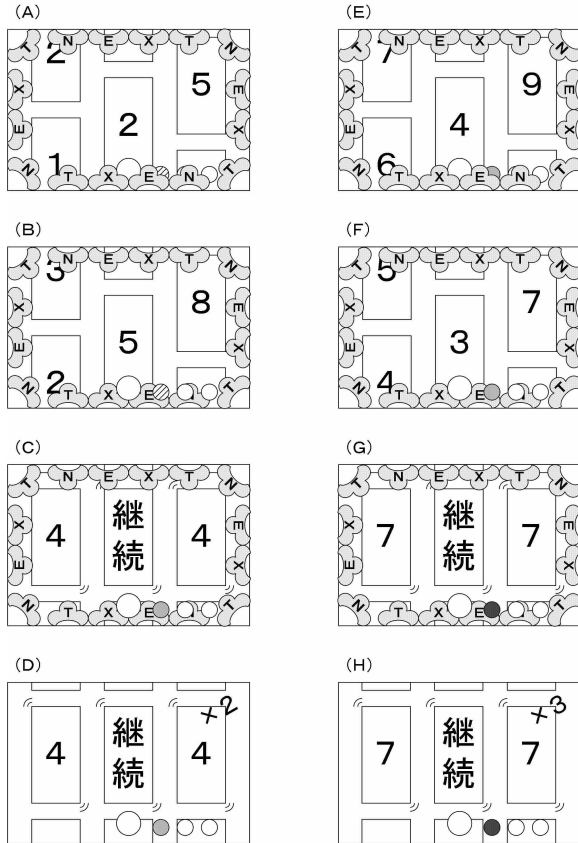 (A)
T N E X T N
2 5
X E
2
E X
1
N T X E N T
(B)
T N E X T N
3 8
X E
5
E X
2
N T X E T
(C)
T N E X T N
X E
4 継続 4
E X
N T X E T
(D)
×2
4 継続 4
(E)
T N E X T N
7 9
X E
4
E X
6
N T X E N T
(F)
T N E X T N
5 7
X E
3
E X
4
N T X E T
(G)
T N E X T N
X E
7 継続 7
E X
N T X E T
(H)
×3
7 継続 7